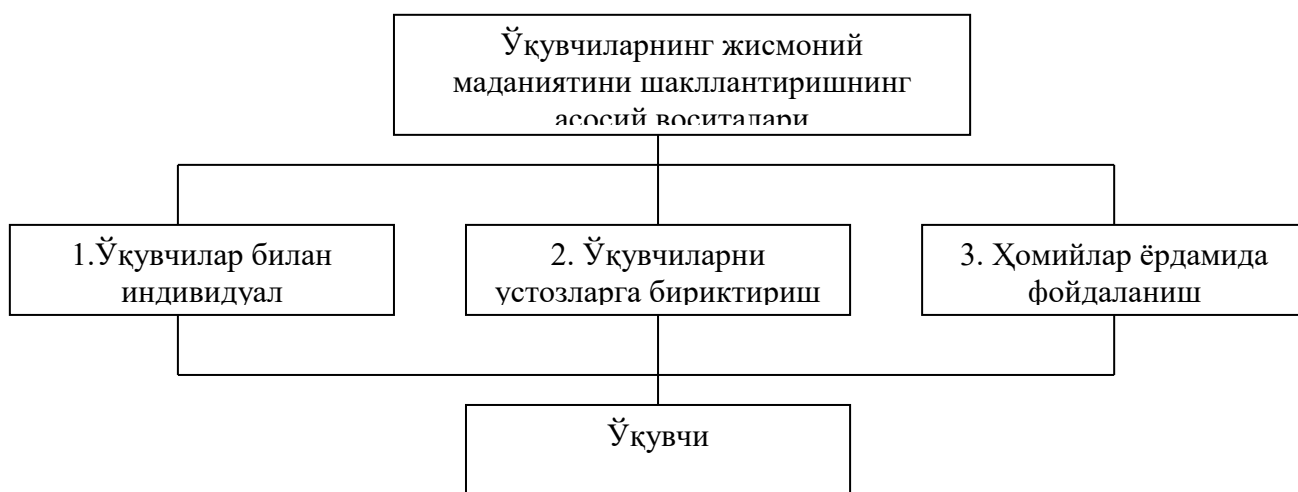 Ўқувчиларнинг жисмоний
маданиятини шакллантиришнинг
асосий воситалари
1.Ўқувчилар билан
индивидуал
2. Ўқувчиларни
устозларга бириктириш
3. Ҳомийлар ёрдамида
фойдаланиш
Ўқувчи